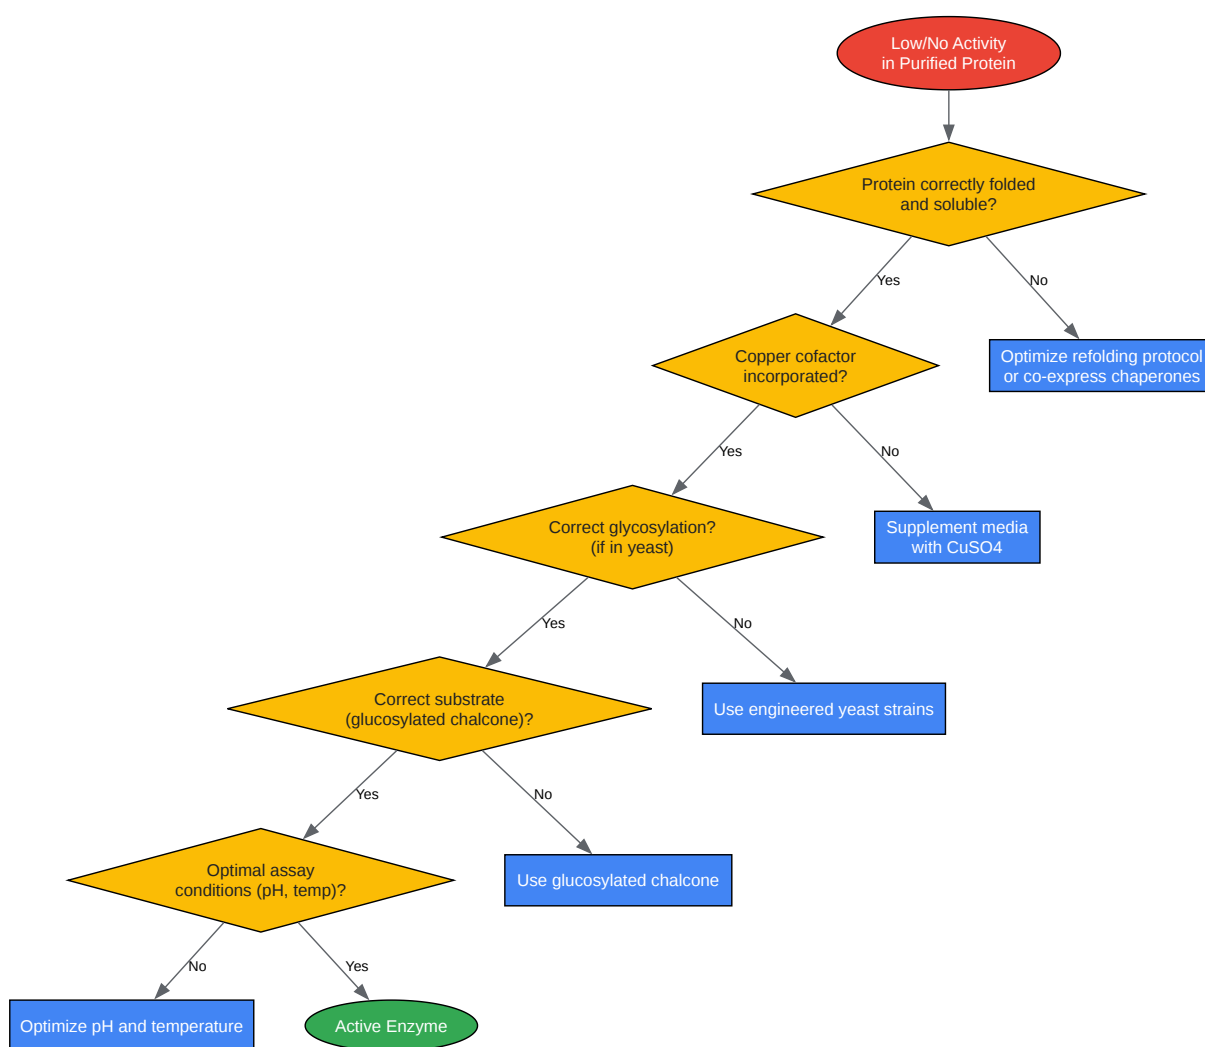 Low/No Activity
in Purified Protein
Protein correctly folded
and soluble?
Yes
No
Copper cofactor
incorporated?
Optimize refolding protocol
or co-express chaperones
Yes
No
Correct glycosylation?
(if in yeast)
Supplement media
with CuSO4
Yes
No
Correct substrate
(glucosylated chalcone)?
Use engineered yeast strains
Yes
No
Optimal assay
conditions (pH, temp)?
Use glucosylated chalcone
No
Yes
Optimize pH and temperature
Active Enzyme